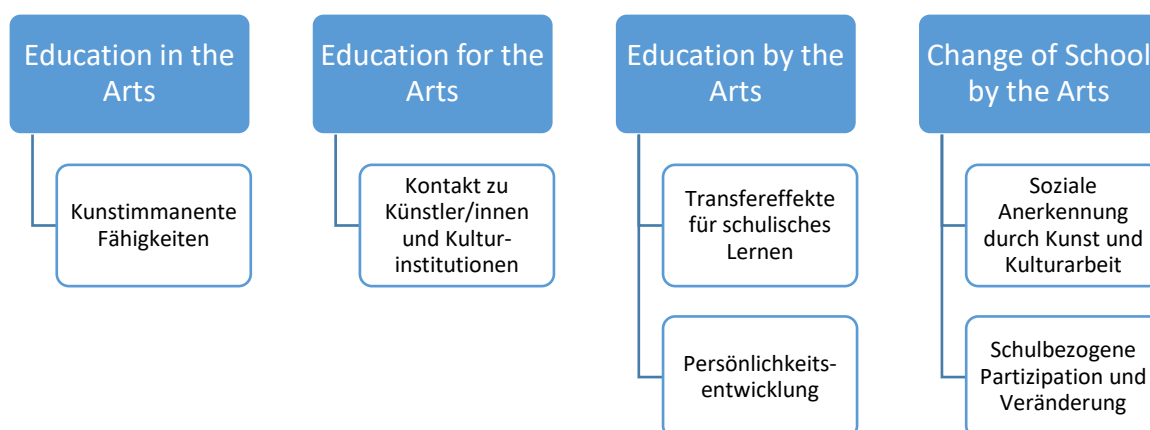 Education in the
Arts
Kunstimmanente
Fähigkeiten
Education for the
Arts
Kontakt zu
Künstler/innen
und Kultur-
institutionen
Education by the
Arts
Transfereffekte
für schulisches
Lernen
Persönlichkeits-
entwicklung
Change of School
by the Arts
Soziale
Anerkennung
durch Kunst und
Kulturarbeit
Schulbezogene
Partizipation und
Veränderung